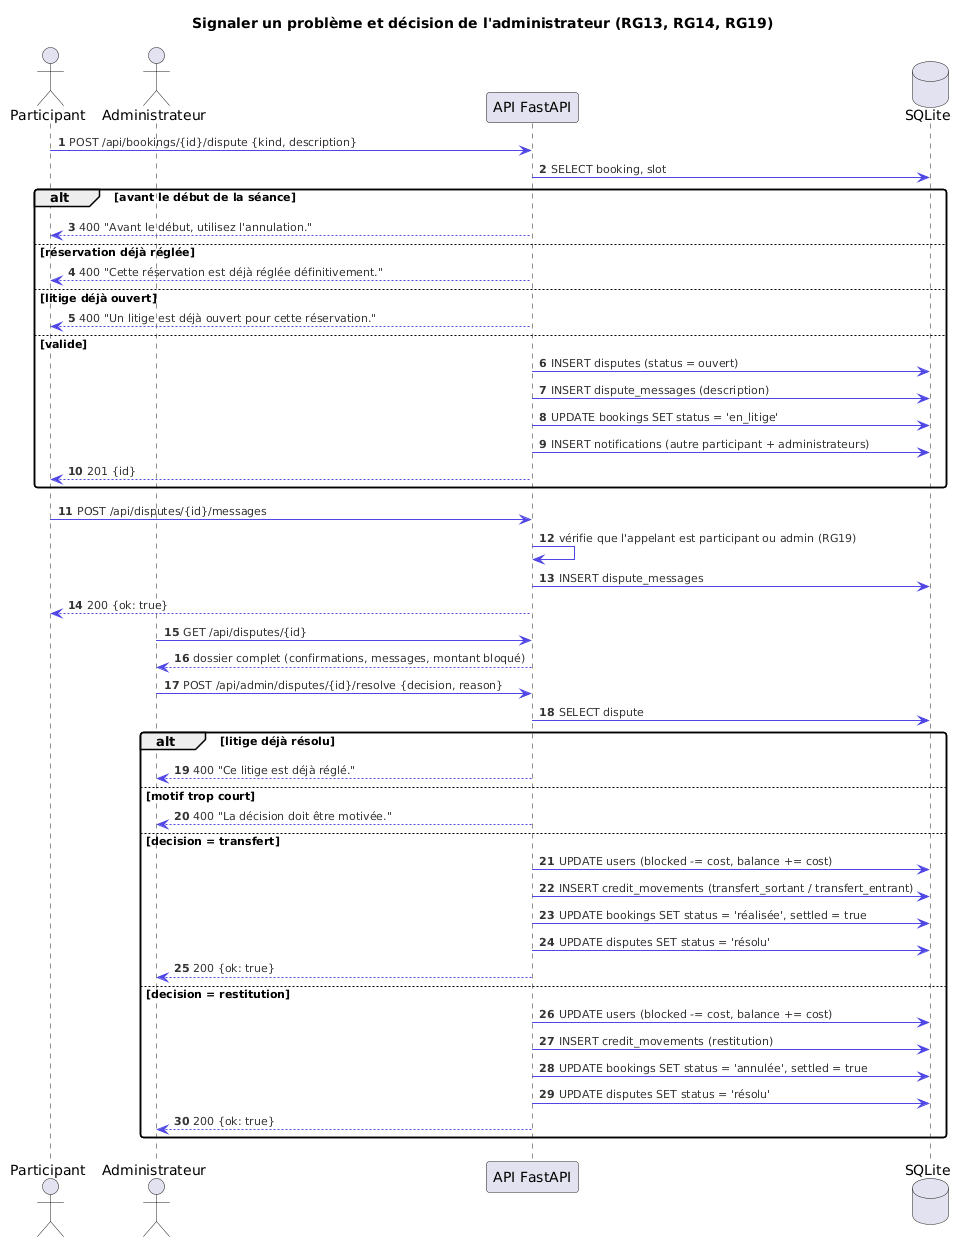 Signaler un problème et décision de l'administrateur (RG13, RG14, RG19)
Participant
Administrateur
API FastAPI
SQLite
1 POST /api/bookings/{id}/dispute {kind, description}
2 SELECT booking, slot
alt [avant le début de la séance]
3 400 "Avant le début, utilisez l'annulation."
[réservation déjà réglée]
4 400 "Cette réservation est déjà réglée définitivement."
[litige déjà ouvert]
5 400 "Un litige est déjà ouvert pour cette réservation."
[valide]
6 INSERT disputes (status = ouvert)
7 INSERT dispute_messages (description)
8 UPDATE bookings SET status = 'en_litige'
9 INSERT notifications (autre participant + administrateurs)
10 201 {id}
11 POST /api/disputes/{id}/messages
12 vérifie que l'appelant est participant ou admin (RG19)
13 INSERT dispute_messages
14 200 {ok: true}
15 GET /api/disputes/{id}
16 dossier complet (confirmations, messages, montant bloqué)
17 POST /api/admin/disputes/{id}/resolve {decision, reason}
18 SELECT dispute
alt [litige déjà résolu]
19 400 "Ce litige est déjà réglé."
[motif trop court]
20 400 "La décision doit être motivée."
[decision = transfert]
21 UPDATE users (blocked -= cost, balance += cost)
22 INSERT credit_movements (transfert_sortant / transfert_entrant)
23 UPDATE bookings SET status = 'réalisée', settled = true
24 UPDATE disputes SET status = 'résolu'
25 200 {ok: true}
[decision = restitution]
26 UPDATE users (blocked -= cost, balance += cost)
27 INSERT credit_movements (restitution)
28 UPDATE bookings SET status = 'annulée', settled = true
29 UPDATE disputes SET status = 'résolu'
30 200 {ok: true}
Participant
Administrateur
API FastAPI
SQLite